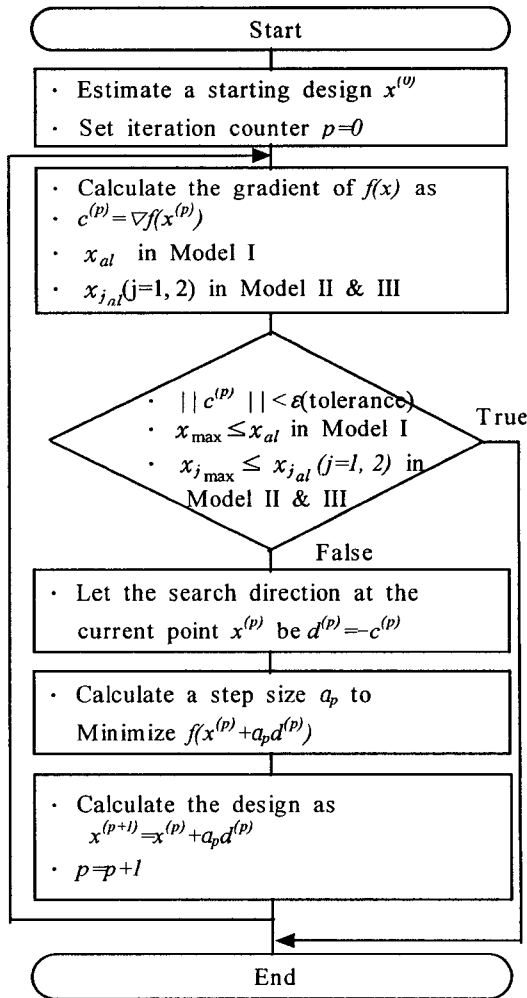 Start
· Estimate a starting design x^(0)
· Set iteration counter p=0
· Calculate the gradient of f(x) as
· c^(p)=∇f(x^(p))
· x_al in Model I
· x_j_al(j=1, 2) in Model II & III
· ||c^(p)||<ε(tolerance)
· x_max≤x_al in Model I
· x_j_max≤ x_j_al(j=1, 2) in
Model II & III
True
False
· Let the search direction at the
current point x^(p) be d^(p)=-c^(p)
· Calculate a step size a_p to
Minimize f(x^(p)+a_pd^(p))
· Calculate the design as
x^(p+1)=x^(p)+a_pd^(p)
· p=p+1
End